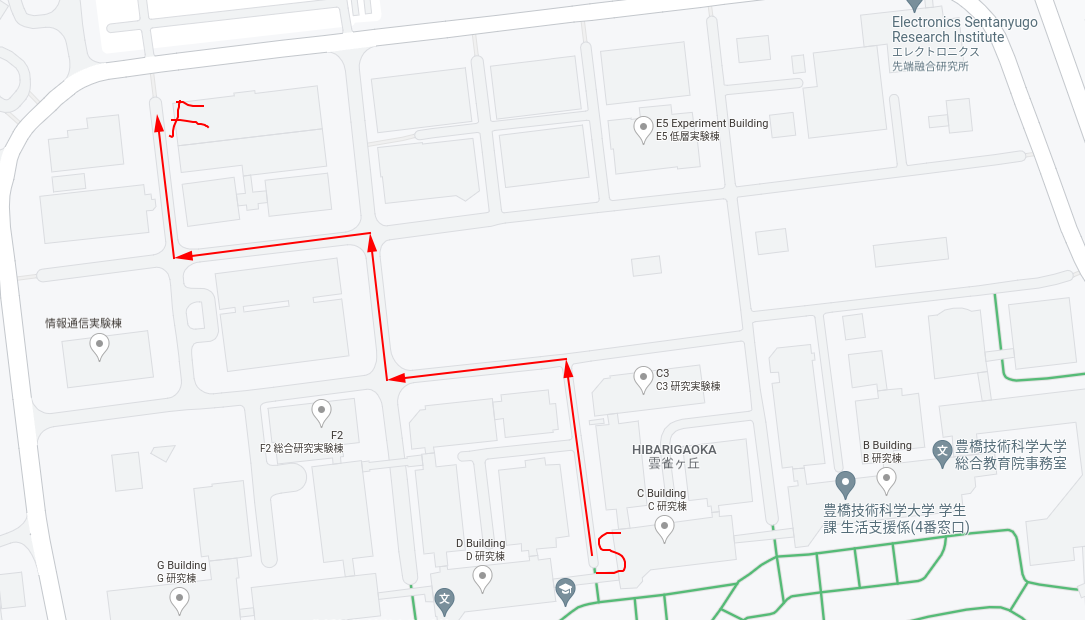 Electronics Sentanyugo
Research Institute
エレクトロニクス
先端融合研究所
E5 Experiment Building
E5 低層実験棟
情報通信実験棟
C3
C3 研究実験棟
F2
F2 総合研究実験棟
HIBARIGAOKA
雲雀ヶ丘
B Building
B 研究棟
豊橋技術科学大学
総合教育院事務室
C Building
C 研究棟
豊橋技術科学大学 学生
課 生活支援係(4番窓口)
D Building
D 研究棟
G Building
G 研究棟
文
文
F
S